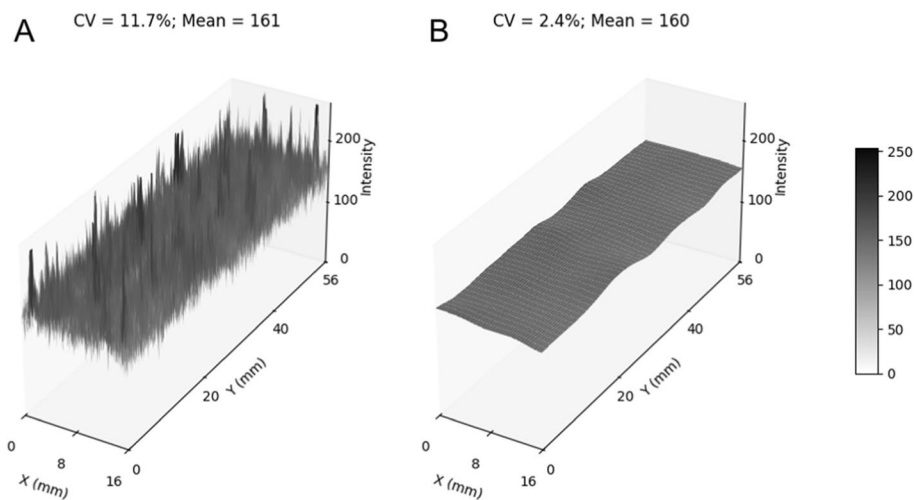 A
CV = 11.7%; Mean = 161
200
Intensity
100
0
56
40
20
Y (mm)
0
0
8
16
X (mm)
B
CV = 2.4%; Mean = 160
200
Intensity
100
0
56
40
20
Y (mm)
0
0
8
16
X (mm)
250
200
150
100
50
0